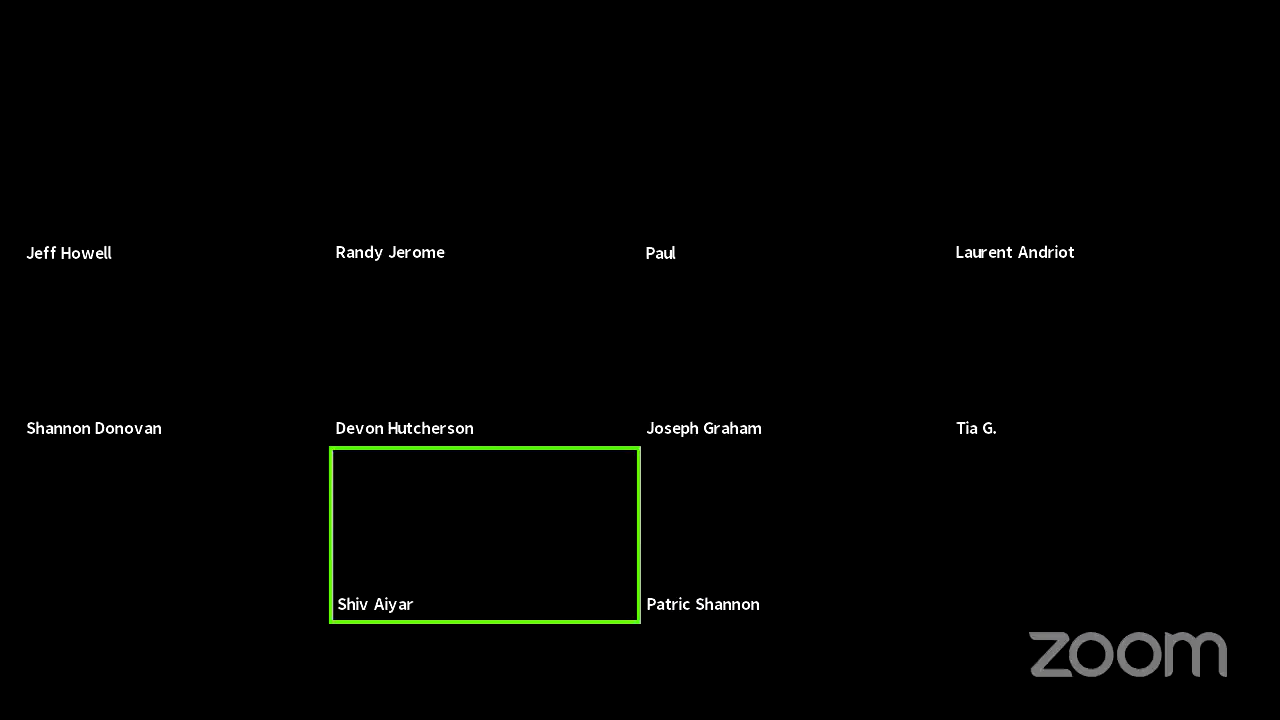 Jeff Howell
Randy Jerome
Paul
Laurent Andriot
Shannon Donovan
Devon Hutcherson
Joseph Graham
Tia G.
Shiv Aiyar
Patric Shannon
zoom